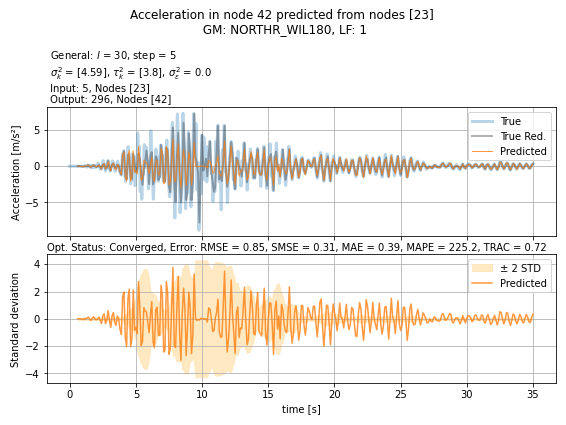 Acceleration in node 42 predicted from nodes [23]
GM: NORTHR_WIL180, LF: 1
General: l = 30, step = 5
σ²ₖ = [4.59], τ²ₖ = [3.8], σ²ε = 0.0
Input: 5, Nodes [23]
Output: 296, Nodes [42]
Acceleration [m/s²]
5
0
−5
True
True Red.
Predicted
Opt. Status: Converged, Error: RMSE = 0.85, SMSE = 0.31, MAE = 0.39, MAPE = 225.2, TRAC = 0.72
Standard deviation
4
2
0
−2
−4
± 2 STD
Predicted
0 5 10 15 20 25 30 35
time [s]